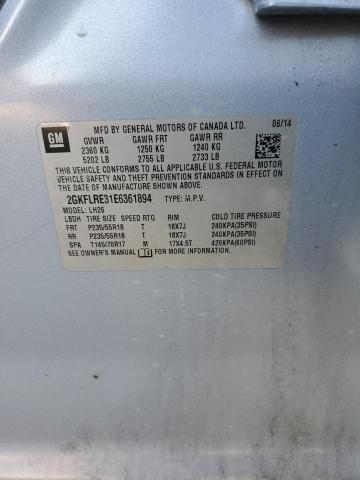 GM
MFD BY GENERAL MOTORS OF CANADA LTD. 06/14
GVWR GAWR FRT GAWR RR
2360 KG 1250 KG 1240 KG
5202 LB 2755 LB 2733 LB
THIS VEHICLE CONFORMS TO ALL APPLICABLE U.S. FEDERAL MOTOR
VEHICLE SAFETY AND THEFT PREVENTION STANDARDS IN EFFECT ON
THE DATE OF MANUFACTURE SHOWN ABOVE.
2GKFLRE31E6361894 TYPE: M.P.V.
MODEL: LH26
LBDH TIRE SIZE SPEED RTG RIM COLD TIRE PRESSURE
FRT P235/55R18 T 18X7J 240KPA(35PSI)
RR P235/55R18 T 18X7J 240KPA(35PSI)
SPA T145/70R17 M 17X4.5T 420KPA(60PSI)
SEE OWNER'S MANUAL FOR MORE INFORMATION.